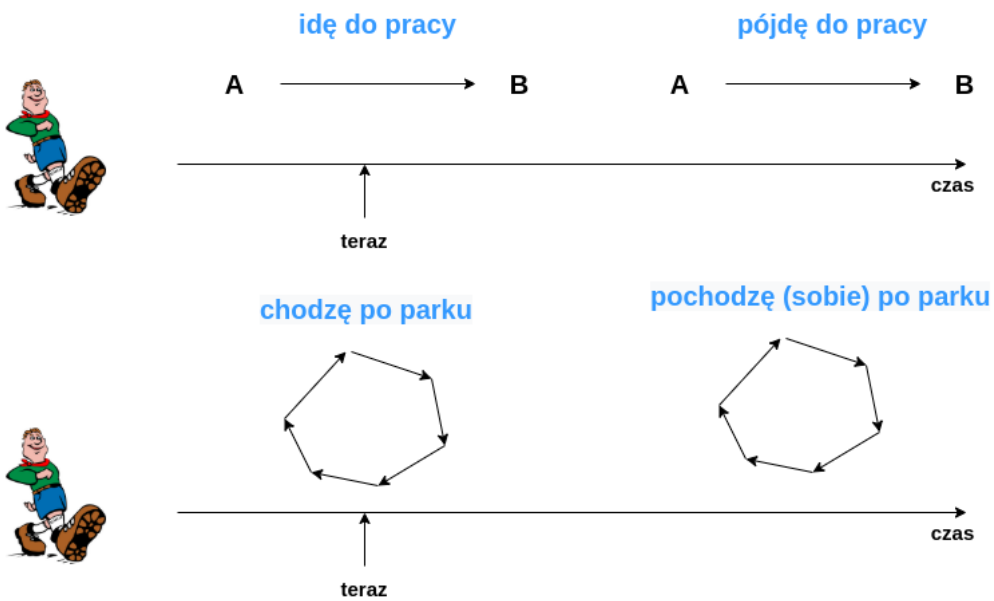 idę do pracy
pójdę do pracy
A
B
A
B
czas
teraz
chodzę po parku
pochodzę (sobie) po parku
czas
teraz